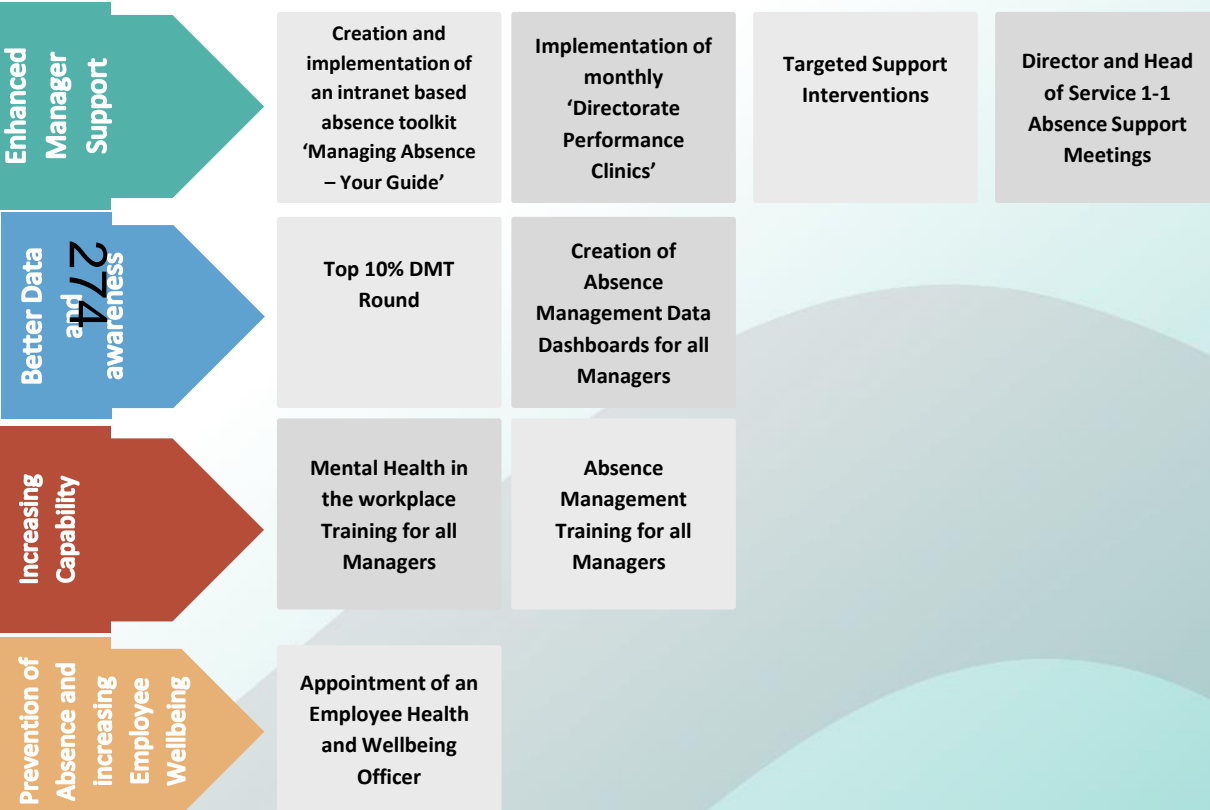 Enhanced
Manager
Support
Creation and
implementation of
an intranet based
absence toolkit
‘Managing Absence
– Your Guide’
Implementation of
monthly
‘Directorate
Performance
Clinics’
Targeted Support
Interventions
Director and Head
of Service 1-1
Absence Support
Meetings
Better Data
and
awareness
274
Top 10% DMT
Round
Creation of
Absence
Management Data
Dashboards for all
Managers
Increasing
Capability
Mental Health in
the workplace
Training for all
Managers
Absence
Management
Training for all
Managers
Prevention of
Absence and
increasing
Employee
Wellbeing
Appointment of an
Employee Health
and Wellbeing
Officer